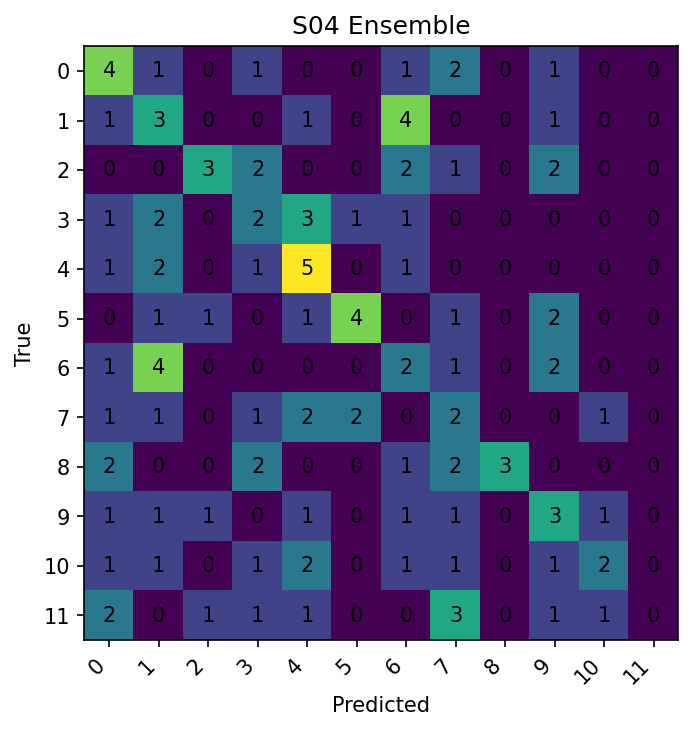 S04 Ensemble
0 4 1 0 1 0 0 1 2 0 1 0 0
1 1 3 0 0 1 0 4 0 0 1 0 0
2 0 0 3 2 0 0 2 1 0 2 0 0
3 1 2 0 2 3 1 1 0 0 0 0 0
4 1 2 0 1 5 0 1 0 0 0 0 0
5 0 1 1 0 1 4 0 1 0 2 0 0
6 1 4 0 0 0 0 2 1 0 2 0 0
7 1 1 0 1 2 2 0 2 0 0 1 0
8 2 0 0 2 0 0 1 2 3 0 0 0
9 1 1 1 0 1 0 1 1 0 3 1 0
10 1 1 0 1 2 0 1 1 0 1 2 0
11 2 0 1 1 1 0 0 3 0 1 1 0
0 1 2 3 4 5 6 7 8 9 10 11
Predicted
True